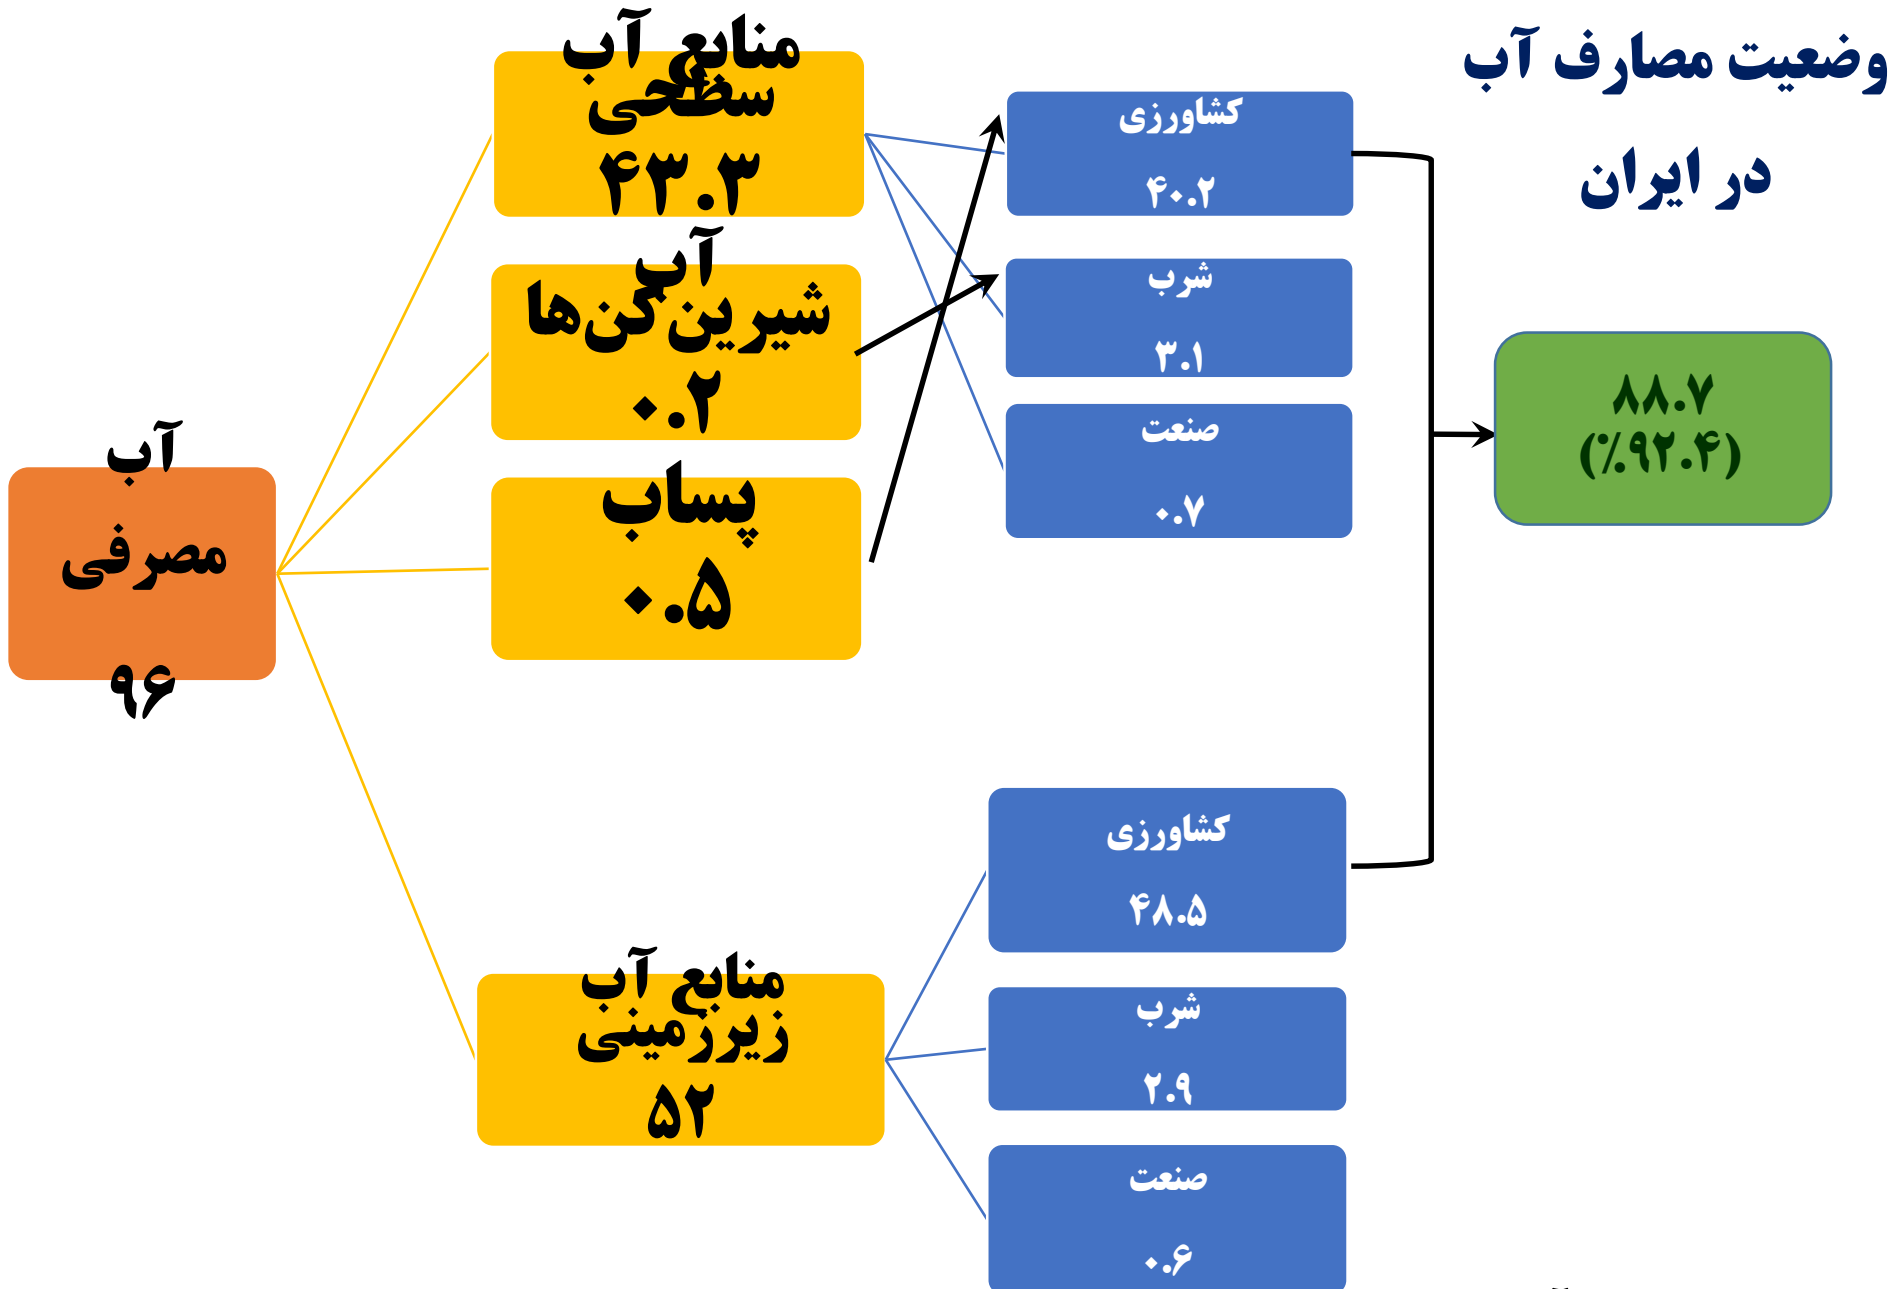 وضعیت مصارف آب
در ایران
آب
مصرفی
۹۶
منابع آب
سطحی
۴۳.۳
آب
شیرین‌کن‌ها
۰.۲
پساب
۰.۵
منابع آب
زیرزمینی
۵۲
کشاورزی
۴۰.۲
شرب
۳.۱
صنعت
۰.۷
کشاورزی
۴۸.۵
شرب
۲.۹
صنعت
۰.۶
۸۸.۷
(٪۹۲.۴)